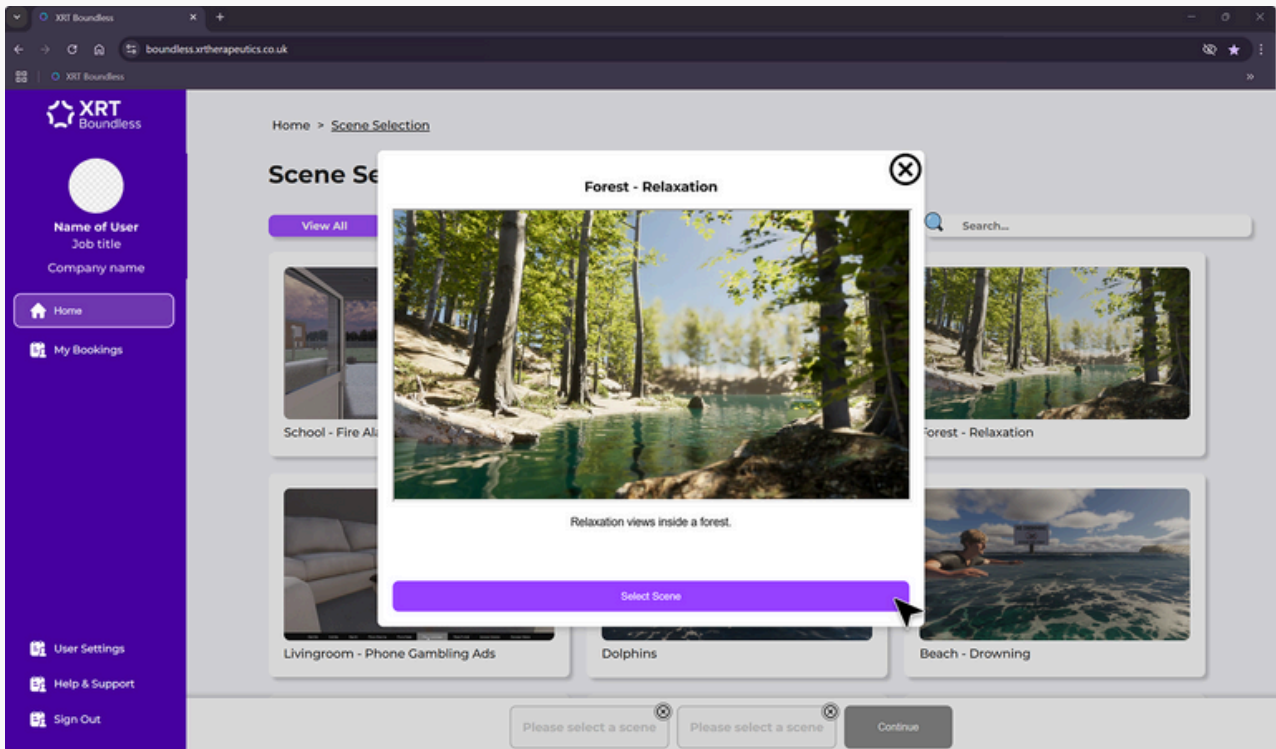 XRT Boundless
boundless.xrtherapeutics.co.uk
XRT Boundless
XRT
Boundless
Name of User
Job title
Company name
Home
My Bookings
User Settings
Help & Support
Sign Out
Home > Scene Selection
Scene Se
View All
Search...
School - Fire Ala
Forest - Relaxation
Livingroom - Phone Gambling Ads
Dolphins
Beach - Drowning
Forest - Relaxation
Relaxation views inside a forest.
Select Scene
Please select a scene
Please select a scene
Continue